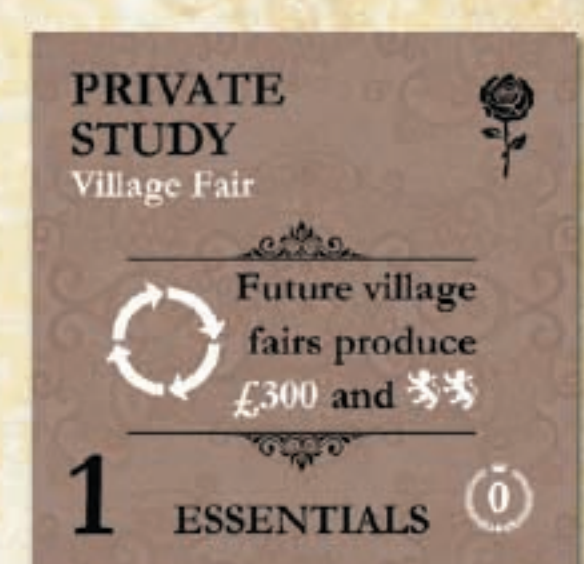 PRIVATE
STUDY
Village Fair
Future village
fairs produce
£300 and
1 ESSENTIALS 0